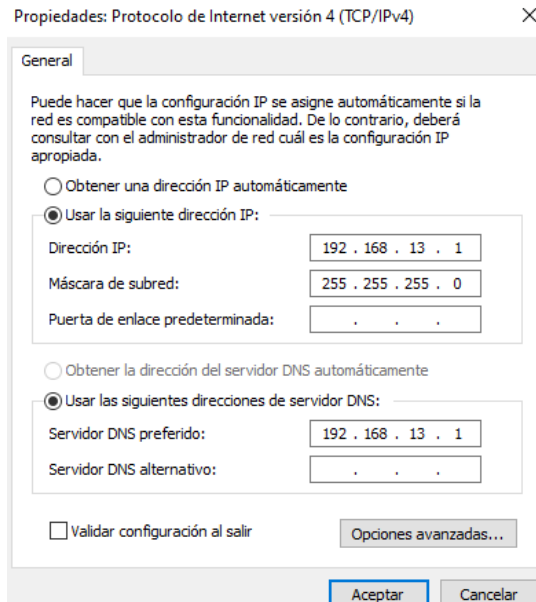 Propiedades: Protocolo de Internet versión 4 (TCP/IPv4)
General
Puede hacer que la configuración IP se asigne automáticamente si la
red es compatible con esta funcionalidad. De lo contrario, deberá
consultar con el administrador de red cuál es la configuración IP
apropiada.
Obtener una dirección IP automáticamente
Usar la siguiente dirección IP:
Dirección IP: 192 . 168 . 13 . 1
Máscara de subred: 255 . 255 . 255 . 0
Puerta de enlace predeterminada: . . .
Obtener la dirección del servidor DNS automáticamente
Usar las siguientes direcciones de servidor DNS:
Servidor DNS preferido: 192 . 168 . 13 . 1
Servidor DNS alternativo: . . .
Validar configuración al salir Opciones avanzadas...
Aceptar Cancelar